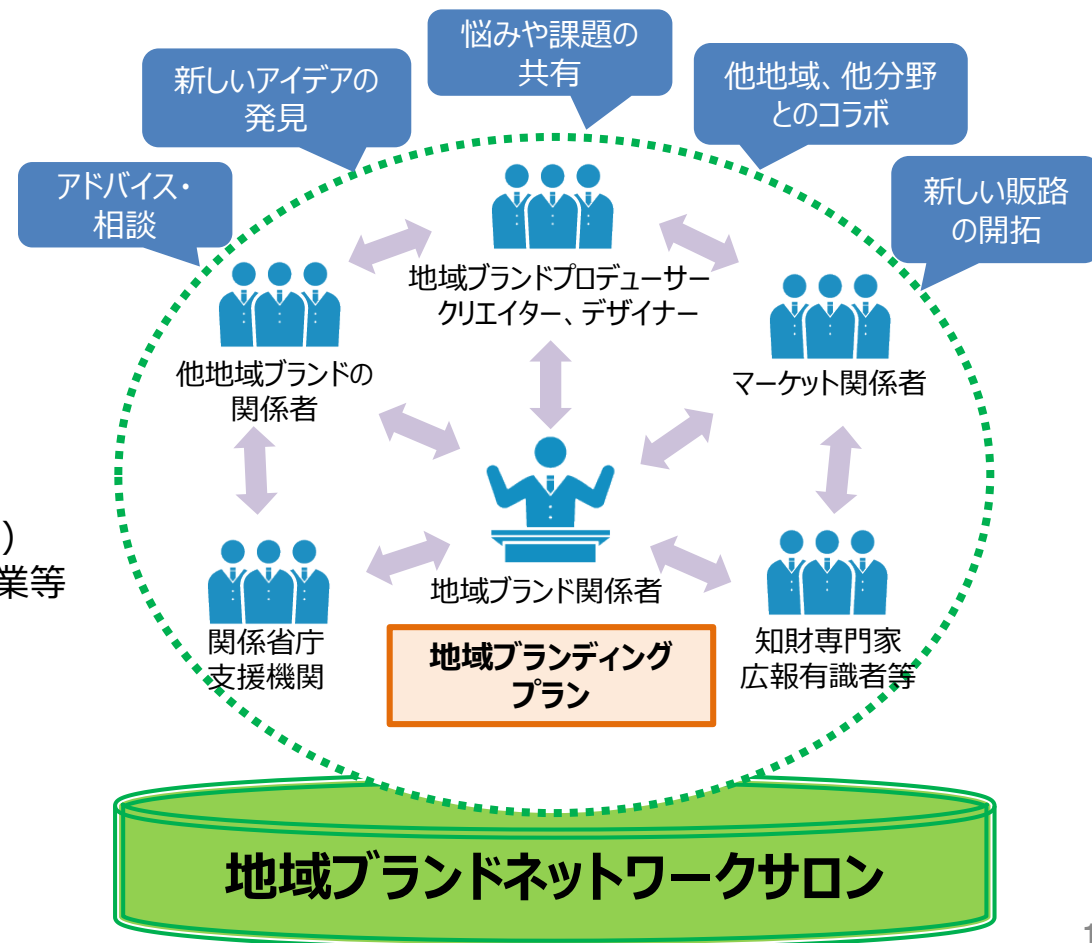 悩みや課題の
共有
新しいアイデアの
発見
他地域、他分野
とのコラボ
アドバイス・
相談
新しい販路
の開拓
地域ブランドプロデューサー
クリエイター、デザイナー
他地域ブランドの
関係者
マーケット関係者
）
業等
地域ブランド関係者
関係省庁
支援機関
地域ブランディング
プラン
知財専門家
広報有識者等
地域ブランドネットワークサロン